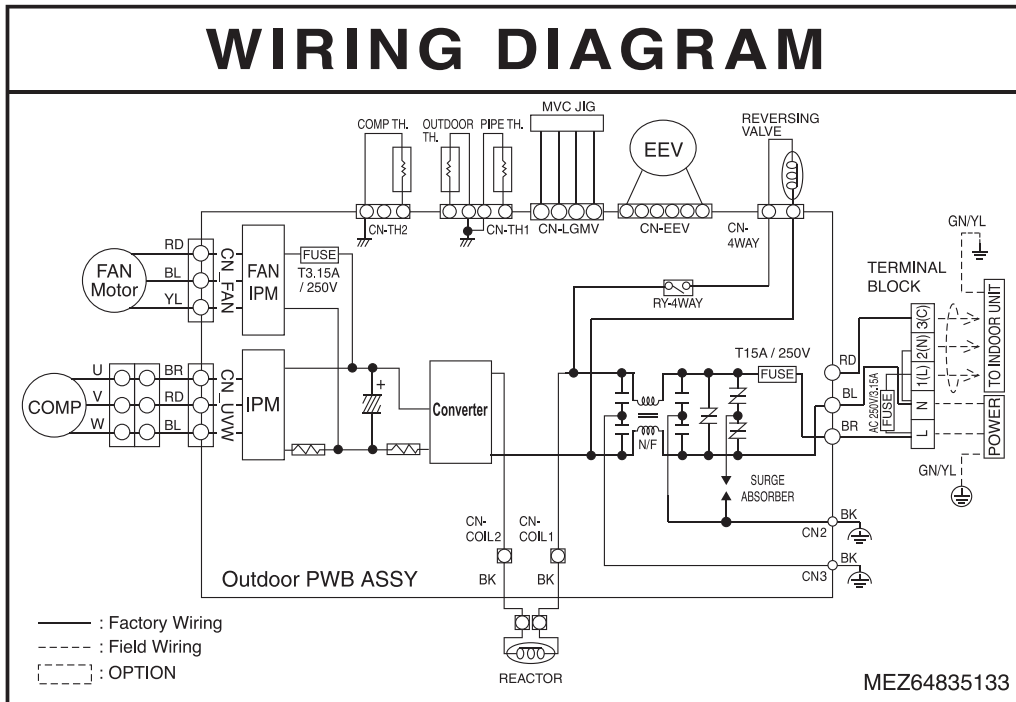 WIRING DIAGRAM
COMP TH.
OUTDOOR TH.
PIPE TH.
MVC JIG
EEV
REVERSING
VALVE
CN-TH2
CN-TH1
CN-LGMV
CN-EEV
CN-
4WAY
GN/YL
FAN
Motor
RD
BL
YL
CN_FAN
FAN
IPM
FUSE
T3.15A
/ 250V
RY-4WAY
TERMINAL
BLOCK
3(C)
2(N)
1(L)
N
L
TO INDOOR UNIT
POWER
AC 250V/3.15A
FUSE
T15A / 250V
FUSE
RD
BL
BR
GN/YL
COMP
U
V
W
BR
RD
BL
CN_UVW
IPM
+
Converter
N/F
SURGE
ABSORBER
CN-
COIL2
CN-
COIL1
BK
BK
CN2
BK
CN3
BK
Outdoor PWB ASSY
: Factory Wiring
: Field Wiring
: OPTION
REACTOR
MEZ64835133